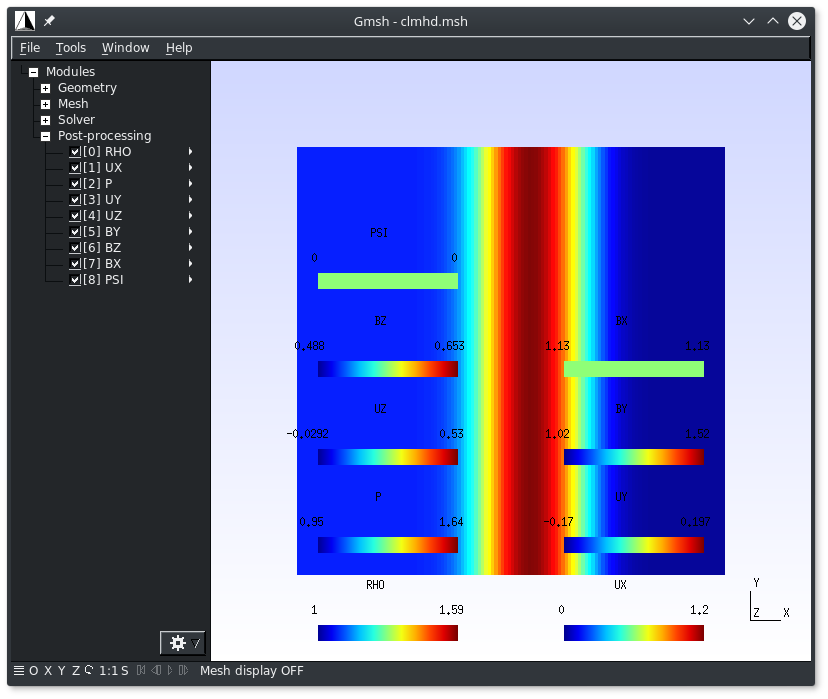 Gmsh - clmhd.msh
File Tools Window Help
Modules
Geometry
Mesh
Solver
Post-processing
[0] RHO
[1] UX
[2] P
[3] UY
[4] UZ
[5] BY
[6] BZ
[7] BX
[8] PSI
PSI
0 0
BZ BX
0.488 0.653 1.13 1.13
UZ BY
-0.0292 0.53 1.02 1.52
P UY
0.95 1.64 -0.17 0.197
RHO UX
1 1.59 0 1.2
Y
Z X
O X Y Z 1:1 S Mesh display OFF